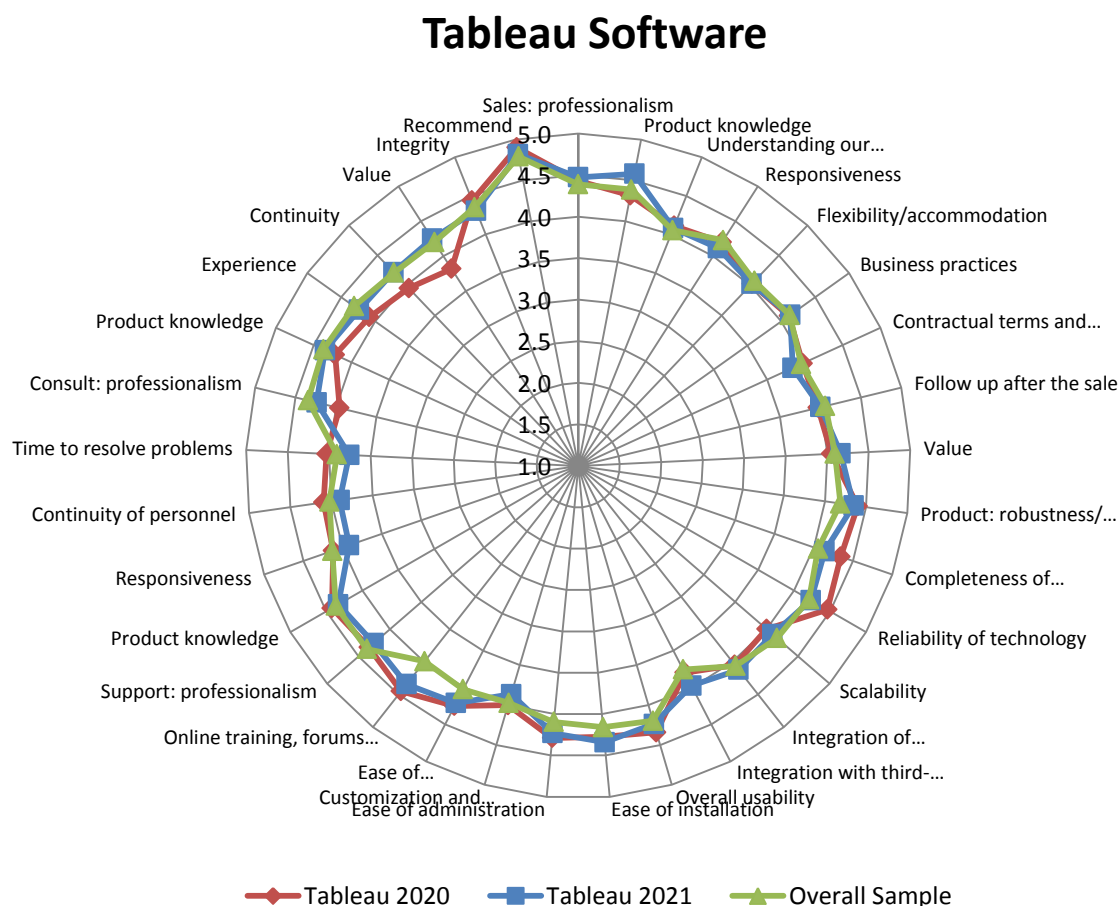 Tableau Software
Sales: professionalism
Product knowledge
Understanding our...
Responsiveness
Flexibility/accommodation
Business practices
Contractual terms and...
Follow up after the sale
Value
Product: robustness/...
Completeness of...
Reliability of technology
Scalability
Integration of...
Integration with third-...
Overall usability
Ease of installation
Ease of administration
Customization and...
Ease of...
Online training, forums...
Support: professionalism
Product knowledge
Responsiveness
Continuity of personnel
Time to resolve problems
Consult: professionalism
Product knowledge
Experience
Continuity
Value
Integrity
Recommend
5.0
4.5
4.0
3.5
3.0
2.5
2.0
1.5
1.0
Tableau 2020
Tableau 2021
Overall Sample